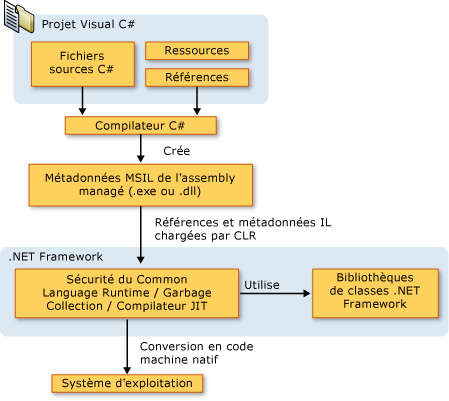 Projet Visual C#
Fichiers
sources C#
Ressources
Références
Compilateur C#
Crée
Métadonnées MSIL de l'assembly
managé (.exe ou .dll)
Références et métadonnées IL
chargées par CLR
.NET Framework
Sécurité du Common
Language Runtime / Garbage
Collection / Compilateur JIT
Utilise
Bibliothèques
de classes .NET
Framework
Conversion en code
machine natif
Système d'exploitation